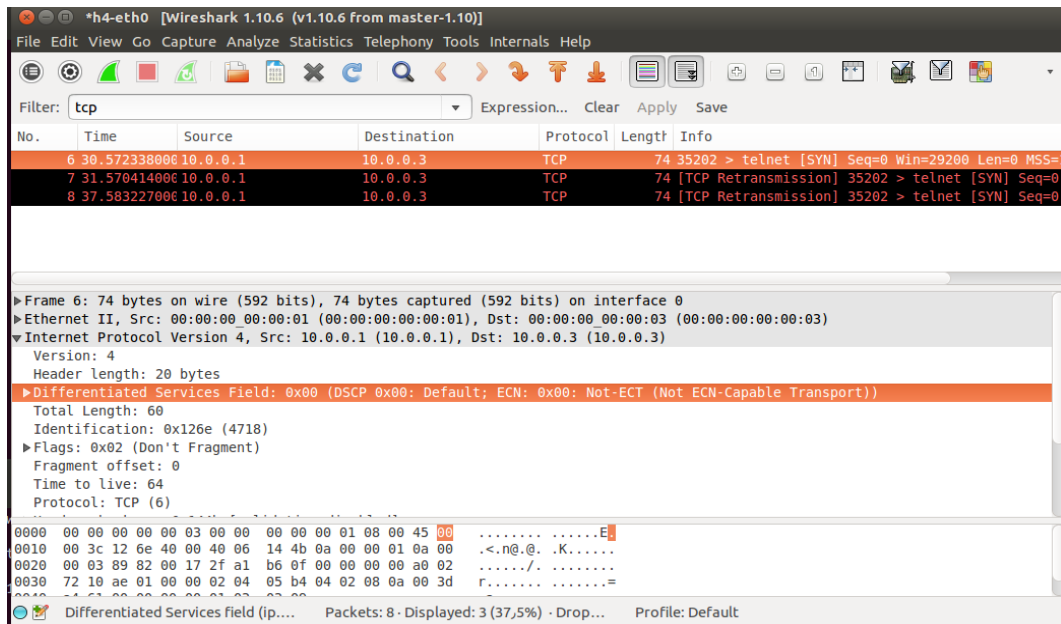 *h4-eth0 [Wireshark 1.10.6 (v1.10.6 from master-1.10)]
File Edit View Go Capture Analyze Statistics Telephony Tools Internals Help
Filter: tcp Expression... Clear Apply Save
No. Time Source Destination Protocol Length Info
6 30.572338000 10.0.0.1 10.0.0.3 TCP 74 35202 > telnet [SYN] Seq=0 Win=29200 Len=0 MSS=
7 31.570414000 10.0.0.1 10.0.0.3 TCP 74 [TCP Retransmission] 35202 > telnet [SYN] Seq=0
8 37.583227000 10.0.0.1 10.0.0.3 TCP 74 [TCP Retransmission] 35202 > telnet [SYN] Seq=0
Frame 6: 74 bytes on wire (592 bits), 74 bytes captured (592 bits) on interface 0
Ethernet II, Src: 00:00:00_00:00:01 (00:00:00:00:00:01), Dst: 00:00:00_00:00:03 (00:00:00:00:00:03)
Internet Protocol Version 4, Src: 10.0.0.1 (10.0.0.1), Dst: 10.0.0.3 (10.0.0.3)
Version: 4
Header length: 20 bytes
Differentiated Services Field: 0x00 (DSCP 0x00: Default; ECN: 0x00: Not-ECT (Not ECN-Capable Transport))
Total Length: 60
Identification: 0x126e (4718)
Flags: 0x02 (Don't Fragment)
Fragment offset: 0
Time to live: 64
Protocol: TCP (6)
0000 00 00 00 00 00 03 00 00 00 00 00 01 08 00 45 00 ........ ......E.
0010 00 3c 12 6e 40 00 40 06 14 4b 0a 00 00 01 0a 00 .<.n@.@. .K......
0020 00 03 89 82 00 17 2f a1 b6 0f 00 00 00 00 a0 02 ....../. ........
0030 72 10 ae 01 00 00 02 04 05 b4 04 02 08 0a 00 3d r....... .......=
Differentiated Services field (ip.... Packets: 8 · Displayed: 3 (37,5%) · Drop... Profile: Default